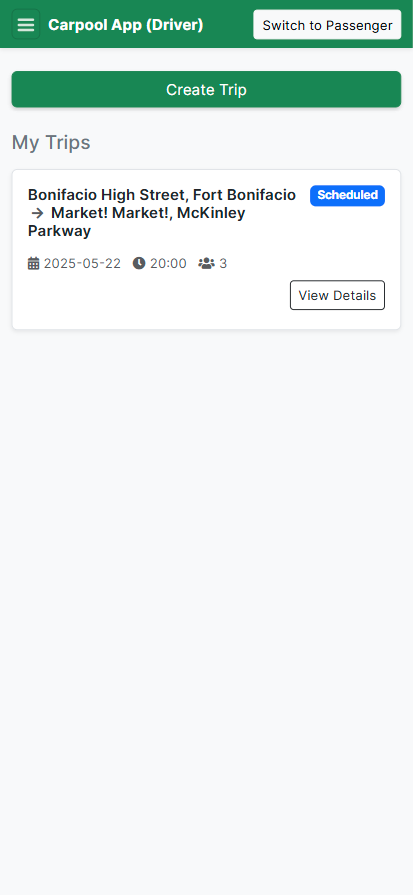 Carpool App (Driver)
Switch to Passenger
Create Trip
My Trips
Bonifacio High Street, Fort Bonifacio
→ Market! Market!, McKinley
Parkway
Scheduled
2025-05-22 20:00 3
View Details